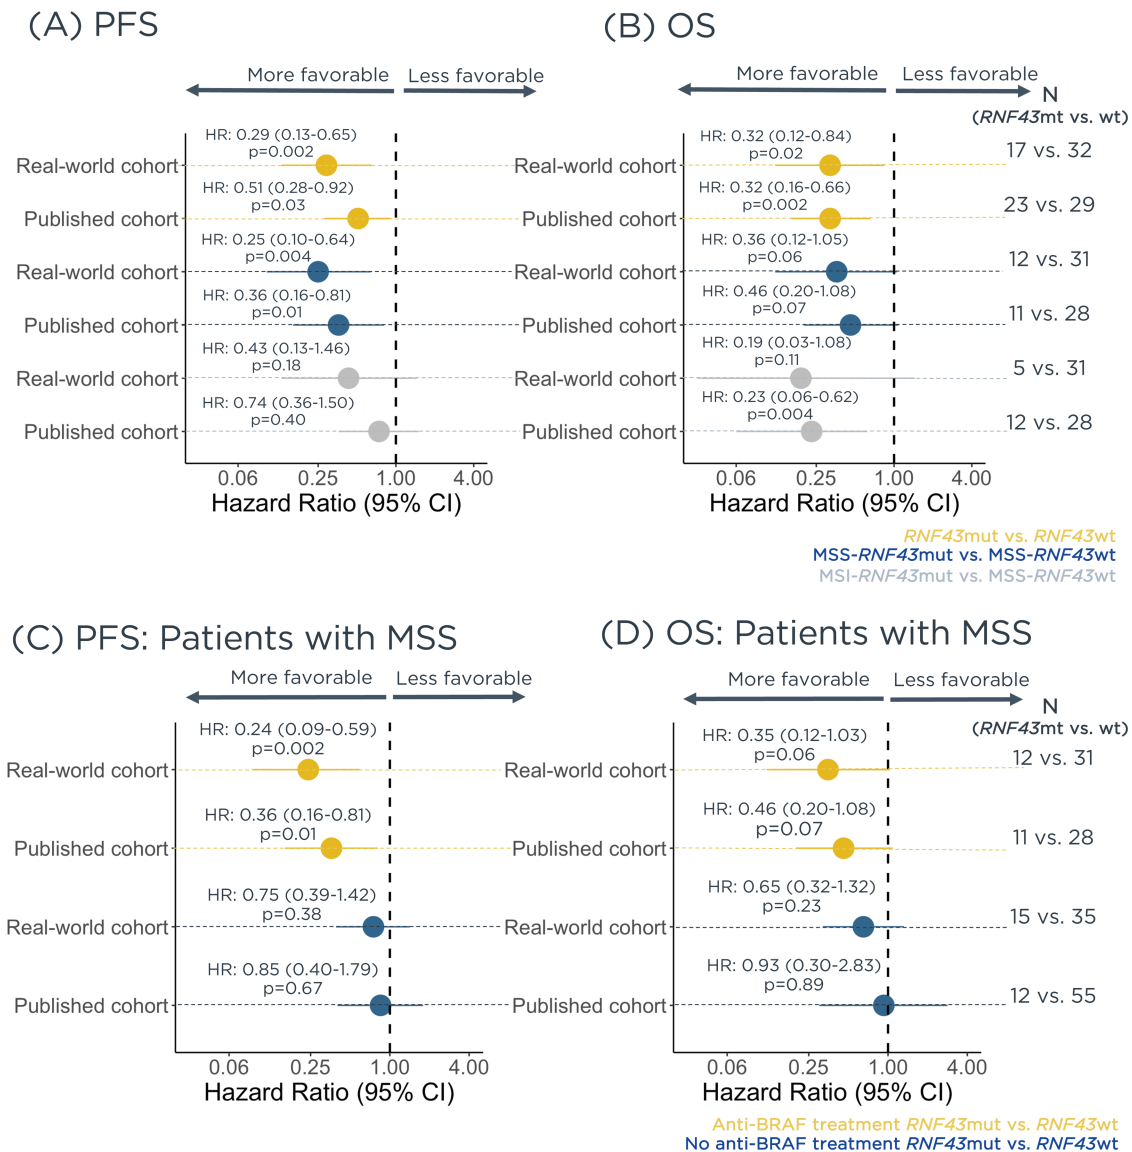 (A) PFS
More favorable
Less favorable
HR: 0.29 (0.13-0.65)
p=0.002
Real-world cohort
HR: 0.51 (0.28-0.92)
p=0.03
Published cohort
HR: 0.25 (0.10-0.64)
p=0.004
Real-world cohort
HR: 0.36 (0.16-0.81)
p=0.01
Published cohort
HR: 0.43 (0.13-1.46)
p=0.18
Real-world cohort
HR: 0.74 (0.36-1.50)
p=0.40
Published cohort
0.06 0.25 1.00 4.00
Hazard Ratio (95% CI)
(B) OS
More favorable
Less favorable
N
(RNF43mt vs. wt)
HR: 0.32 (0.12-0.84)
p=0.02
Real-world cohort
17 vs. 32
HR: 0.32 (0.16-0.66)
p=0.002
Published cohort
23 vs. 29
HR: 0.36 (0.12-1.05)
p=0.06
Real-world cohort
12 vs. 31
HR: 0.46 (0.20-1.08)
p=0.07
Published cohort
11 vs. 28
HR: 0.19 (0.03-1.08)
p=0.11
Real-world cohort
5 vs. 31
HR: 0.23 (0.06-0.62)
p=0.004
Published cohort
12 vs. 28
0.06 0.25 1.00 4.00
Hazard Ratio (95% CI)
RNF43mut vs. RNF43wt
MSS-RNF43mut vs. MSS-RNF43wt
MSI-RNF43mut vs. MSS-RNF43wt
(C) PFS: Patients with MSS
More favorable
Less favorable
HR: 0.24 (0.09-0.59)
p=0.002
Real-world cohort
HR: 0.36 (0.16-0.81)
p=0.01
Published cohort
HR: 0.75 (0.39-1.42)
p=0.38
Real-world cohort
HR: 0.85 (0.40-1.79)
p=0.67
Published cohort
0.06 0.25 1.00 4.00
Hazard Ratio (95% CI)
(D) OS: Patients with MSS
More favorable
Less favorable
N
(RNF43mt vs. wt)
HR: 0.35 (0.12-1.03)
p=0.06
Real-world cohort
12 vs. 31
HR: 0.46 (0.20-1.08)
p=0.07
Published cohort
11 vs. 28
HR: 0.65 (0.32-1.32)
p=0.23
Real-world cohort
15 vs. 35
HR: 0.93 (0.30-2.83)
p=0.89
Published cohort
12 vs. 55
0.06 0.25 1.00 4.00
Hazard Ratio (95% CI)
Anti-BRAF treatment RNF43mut vs. RNF43wt
No anti-BRAF treatment RNF43mut vs. RNF43wt